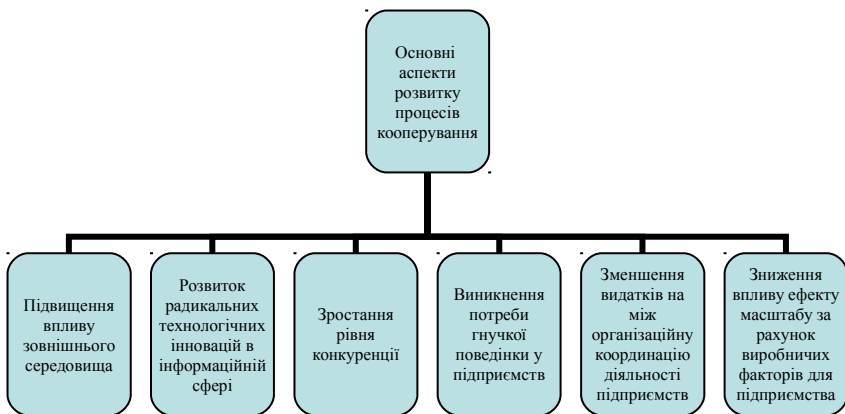 Основні
аспекти
розвитку
процесів
кооперування
Підвищення
впливу
зовнішнього
середовища
Розвиток
радикальних
технологічних
інновацій в
інформаційній
сфері
Зростання
рівня
конкуренції
Виникнення
потреби
гнучкої
поведінки у
підприємств
Зменшення
видатків на
між
організаційну
координацію
діяльності
підприємств
Зниження
впливу ефекту
масштабу за
рахунок
виробничих
факторів для
підприємства